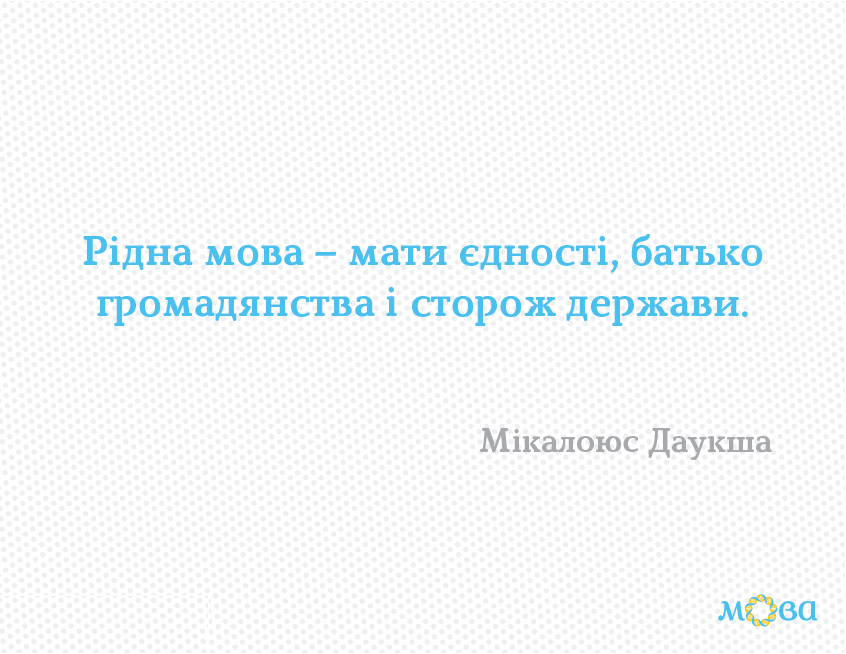 Рідна мова – мати єдності, батько
громадянства і сторож держави.
Мікалоюс Даукша
мова